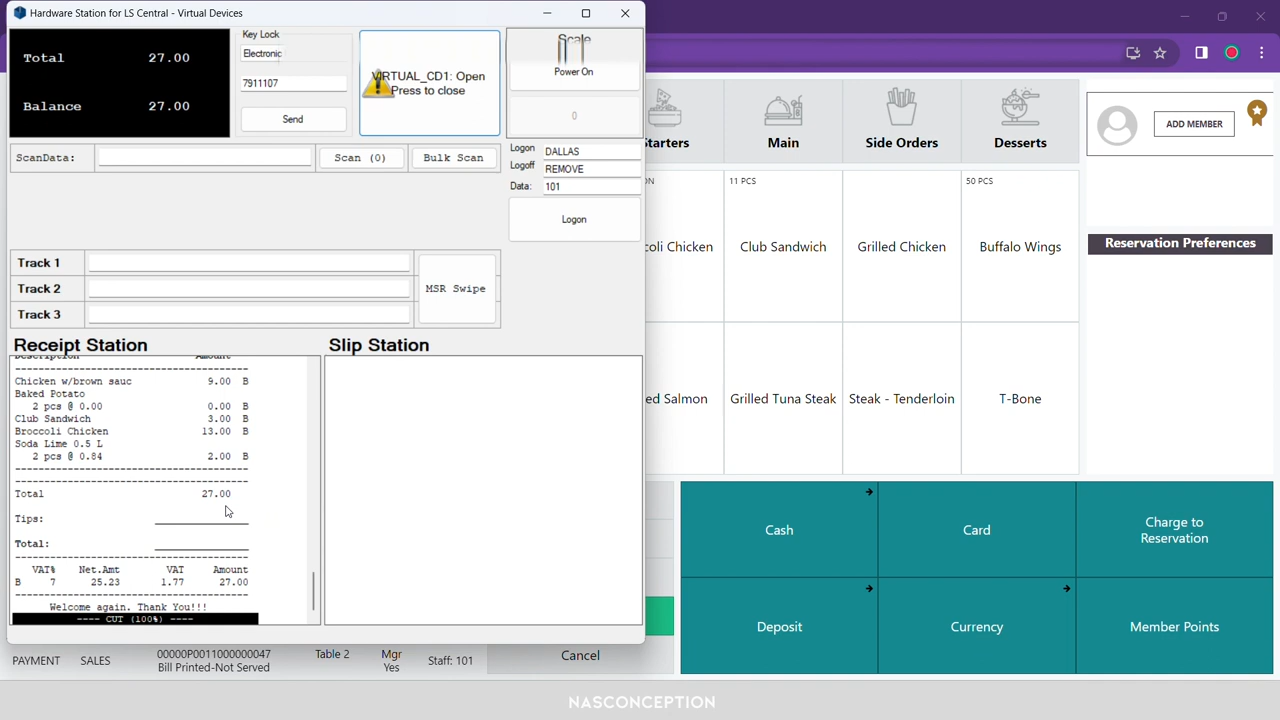 Hardware Station for LS Central - Virtual Devices
Total 27.00
Balance 27.00
Key Lock
Electronic
7911107
Send
VIRTUAL_CD1: Open
Press to close
Scale
Power On
0
ScanData:
Scan (0)
Bulk Scan
Logon DALLAS
Logoff REMOVE
Data: 101
Logon
Track 1
Track 2
Track 3
MSR Swipe
Receipt Station
Slip Station
Description Amount
Chicken w/brown sauc 9.00 B
Baked Potato
2 pcs @ 0.00 0.00 B
Club Sandwich 3.00 B
Broccoli Chicken 13.00 B
Soda Lime 0.5 L
2 pcs @ 0.84 2.00 B
Total 27.00
Tips:
Total:
VAT% Net.Amt VAT Amount
B 7 25.23 1.77 27.00
Welcome again. Thank You!!!
---- CUT (100%) ----
tarters
Main
Side Orders
Desserts
ADD MEMBER
ON
11 PCS
50 PCS
coli Chicken
Club Sandwich
Grilled Chicken
Buffalo Wings
Reservation Preferences
ed Salmon
Grilled Tuna Steak
Steak - Tenderloin
T-Bone
Cash
Card
Charge to
Reservation
Deposit
Currency
Member Points
PAYMENT
SALES
00000P0011000000047
Bill Printed-Not Served
Table 2
Mgr
Yes
Staff: 101
Cancel
NASCONCEPTION